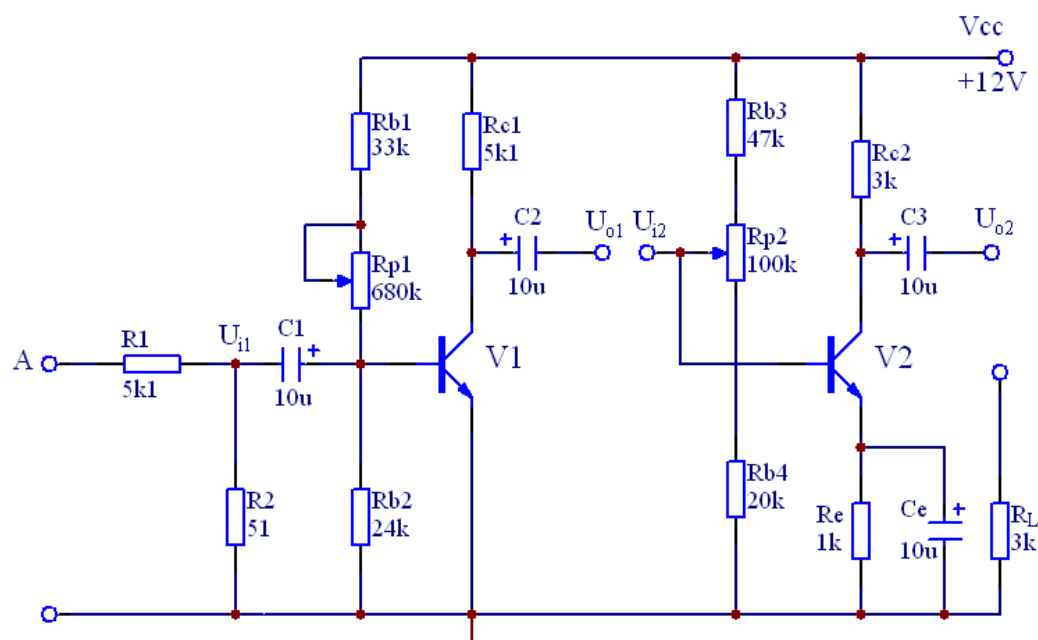 Vcc
+12V
Rb1
33k
Rc1
5k1
Rb3
47k
Rc2
3k
C2
+
10u
Uo1
Ui2
Rp1
680k
Rp2
100k
C3
+
10u
Uo2
A
R1
5k1
Ui1
C1
+
10u
V1
V2
R2
51
Rb2
24k
Rb4
20k
Re
1k
Ce
+
10u
RL
3k